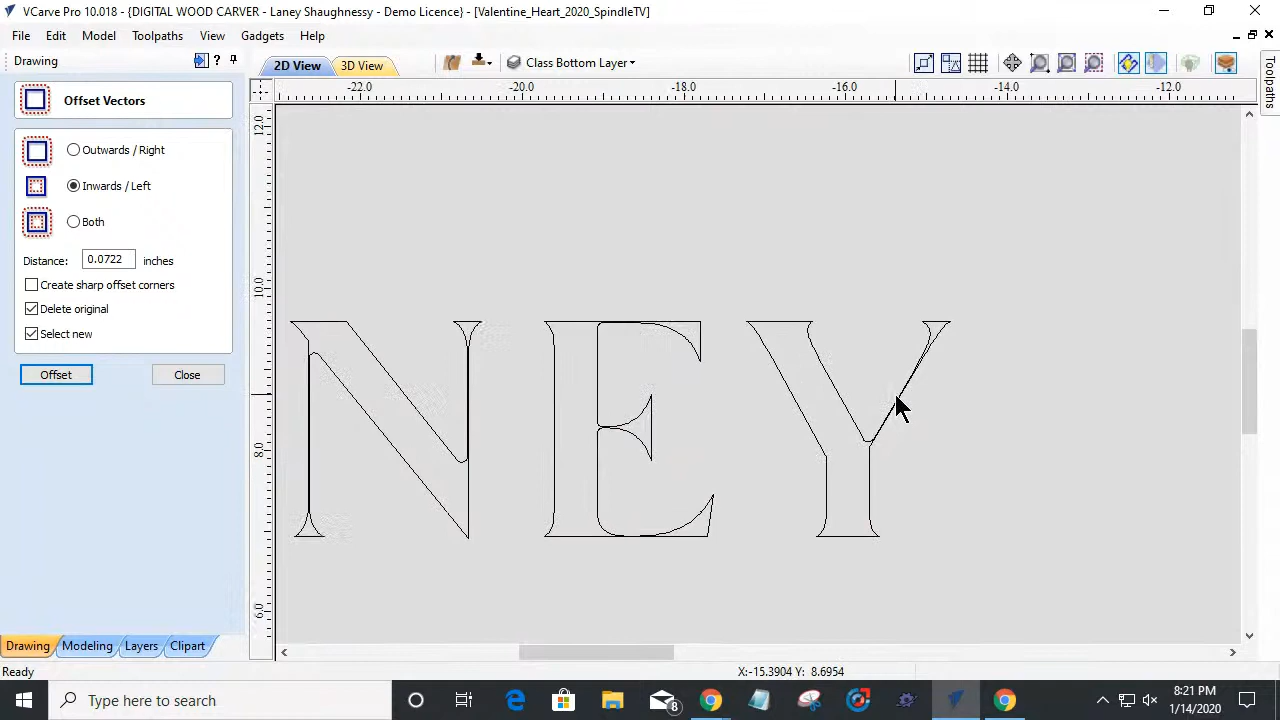 VCarve Pro 10.018 - {DIGITAL WOOD CARVER - Laney Shaughnessy - Demo Licence} - [Valentine_Heart_2020_SpindleTV]
File Edit Model Toolpaths View Gadgets Help
Drawing
2D View 3D View Class Bottom Layer
Toolpaths
Offset Vectors
-22.0 -20.0 -18.0 -16.0 -14.0 -12.0
12.0
10.0
8.0
6.0
Outwards / Right
Inwards / Left
Both
Distance: 0.0722 inches
Create sharp offset corners
Delete original
Select new
Offset Close
NEY
Drawing Modeling Layers Clipart
Ready X:-15.3904 Y: 8.6954
Type here to search
8
8:21 PM
1/14/2020